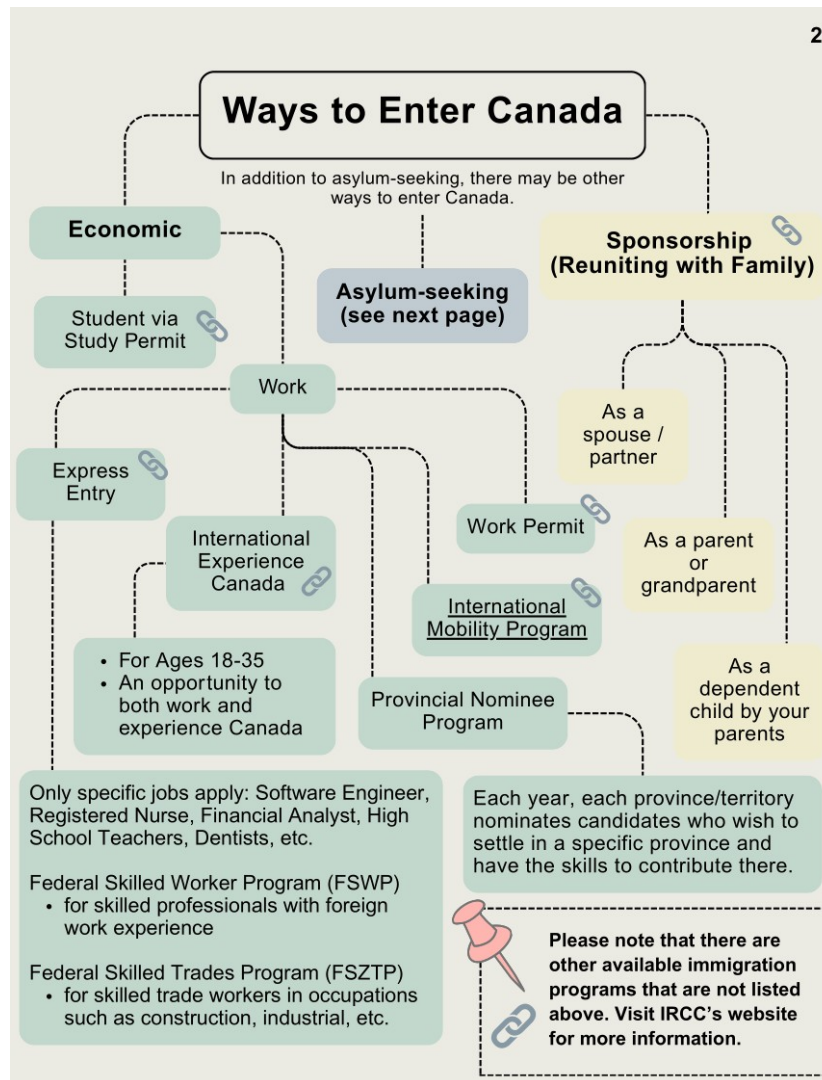 2
Ways to Enter Canada
In addition to asylum-seeking, there may be other
ways to enter Canada.
Economic
Student via
Study Permit
Asylum-seeking
(see next page)
Sponsorship
(Reuniting with Family)
Work
As a
spouse /
partner
As a parent
or
grandparent
As a
dependent
child by your
parents
Express
Entry
International
Experience
Canada
Work Permit
International
Mobility Program
• For Ages 18-35
• An opportunity to
both work and
experience Canada
Provincial Nominee
Program
Only specific jobs apply: Software Engineer,
Registered Nurse, Financial Analyst, High
School Teachers, Dentists, etc.
Federal Skilled Worker Program (FSWP)
• for skilled professionals with foreign
work experience
Federal Skilled Trades Program (FSZTP)
• for skilled trade workers in occupations
such as construction, industrial, etc.
Each year, each province/territory
nominates candidates who wish to
settle in a specific province and
have the skills to contribute there.
Please note that there are
other available immigration
programs that are not listed
above. Visit IRCC's website
for more information.